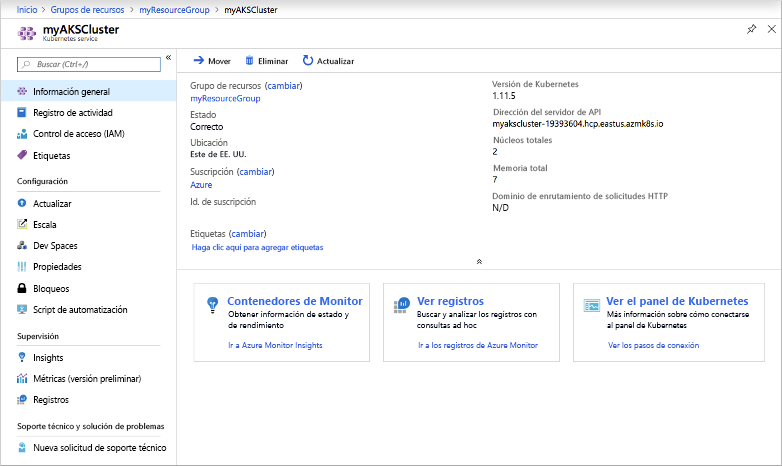 Inicio > Grupos de recursos > myResourceGroup > myAKSCluster
myAKSCluster
Kubernetes service
Buscar (Ctrl+/)
«
Información general
Registro de actividad
Control de acceso (IAM)
Etiquetas
Configuración
Actualizar
Escala
Dev Spaces
Propiedades
Bloqueos
Script de automatización
Supervisión
Insights
Métricas (versión preliminar)
Registros
Soporte técnico y solución de problemas
Nueva solicitud de soporte técnico
Mover Eliminar Actualizar
Grupo de recursos (cambiar)
myResourceGroup
Estado
Correcto
Ubicación
Este de EE. UU.
Suscripción (cambiar)
Azure
Id. de suscripción
Etiquetas (cambiar)
Haga clic aquí para agregar etiquetas
Versión de Kubernetes
1.11.5
Dirección del servidor de API
myakscluster-19393604.hcp.eastus.azmk8s.io
Núcleos totales
2
Memoria total
7
Dominio de enrutamiento de solicitudes HTTP
N/D
Contenedores de Monitor
Obtener información de estado y
de rendimiento
Ir a Azure Monitor Insights
Ver registros
Buscar y analizar los registros con
consultas ad hoc
Ir a los registros de Azure Monitor
Ver el panel de Kubernetes
Más información sobre cómo conectarse
al panel de Kubernetes
Ver los pasos de conexión